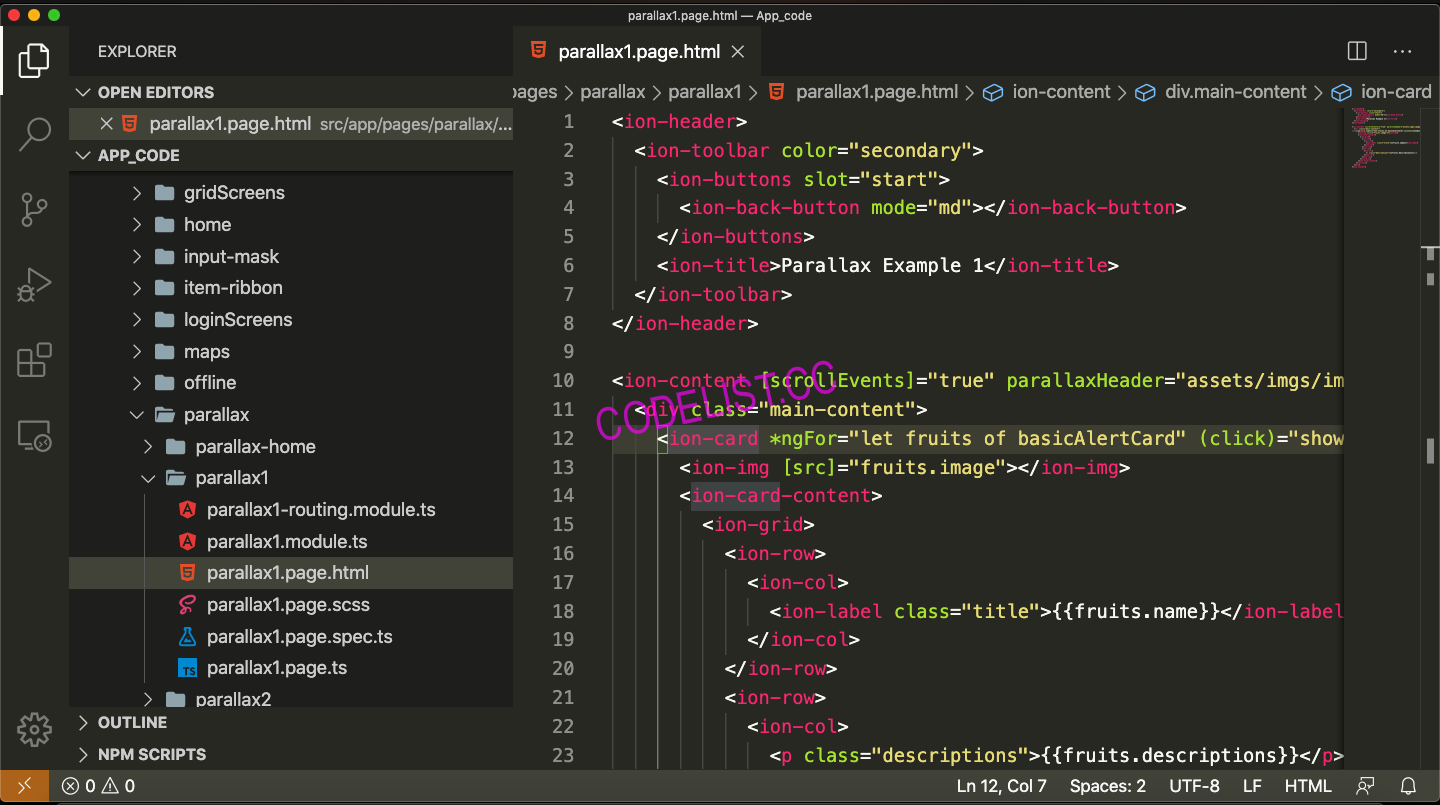 parallax1.page.html — App_code
EXPLORER
OPEN EDITORS
parallax1.page.html src/app/pages/parallax/...
APP_CODE
gridScreens
home
input-mask
item-ribbon
loginScreens
maps
offline
parallax
parallax-home
parallax1
parallax1-routing.module.ts
parallax1.module.ts
parallax1.page.html
parallax1.page.scss
parallax1.page.spec.ts
TS parallax1.page.ts
parallax2
OUTLINE
NPM SCRIPTS
parallax1.page.html
pages > parallax > parallax1 > parallax1.page.html > ion-content > div.main-content > ion-card
1 <ion-header>
2 <ion-toolbar color="secondary">
3 <ion-buttons slot="start">
4 <ion-back-button mode="md"></ion-back-button>
5 </ion-buttons>
6 <ion-title>Parallax Example 1</ion-title>
7 </ion-toolbar>
8 </ion-header>
9
10 <ion-content [scrollEvents]="true" parallaxHeader="assets/imgs/im
11 <div class="main-content">
12 <ion-card *ngFor="let fruits of basicAlertCard" (click)="show
13 <ion-img [src]="fruits.image"></ion-img>
14 <ion-card-content>
15 <ion-grid>
16 <ion-row>
17 <ion-col>
18 <ion-label class="title">{{fruits.name}}</ion-label
19 </ion-col>
20 </ion-row>
21 <ion-row>
22 <ion-col>
23 <p class="descriptions">{{fruits.descriptions}}</p>
CODELIST.CC
0 0
Ln 12, Col 7 Spaces: 2 UTF-8 LF HTML